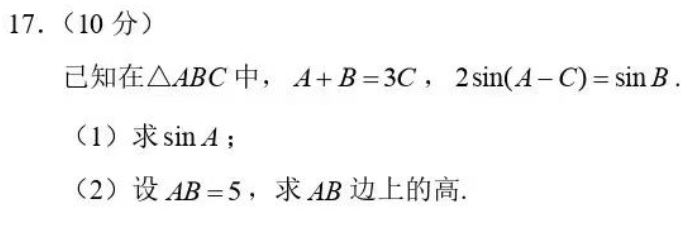 17.（10 分）
已知在△ABC 中， A+B=3C ， 2sin(A−C)=sin B .
（1）求 sin A ；
（2）设 AB=5 ，求 AB 边上的高.